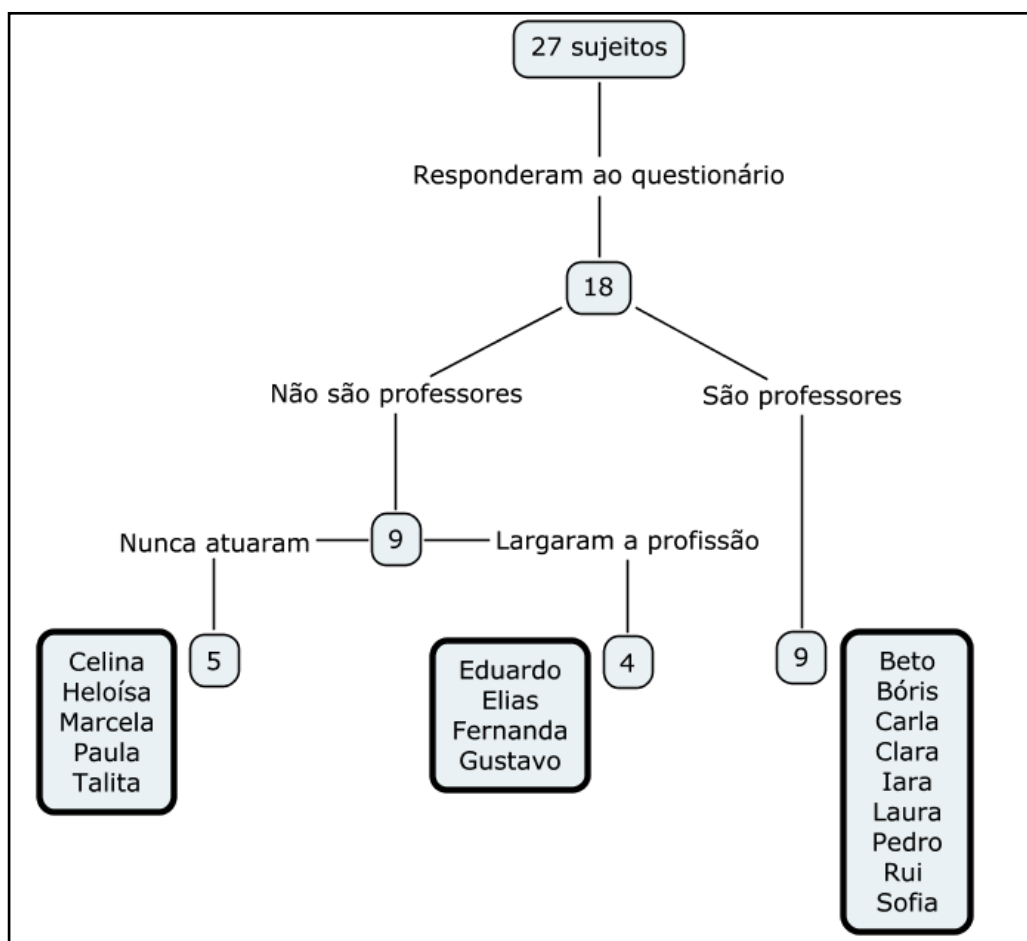 27 sujeitos
Responderam ao questionário
18
Não são professores
São professores
Nunca atuaram
9
Largaram a profissão
5
Celina
Heloísa
Marcela
Paula
Talita
4
Eduardo
Elias
Fernanda
Gustavo
9
Beto
Bóris
Carla
Clara
Iara
Laura
Pedro
Rui
Sofia